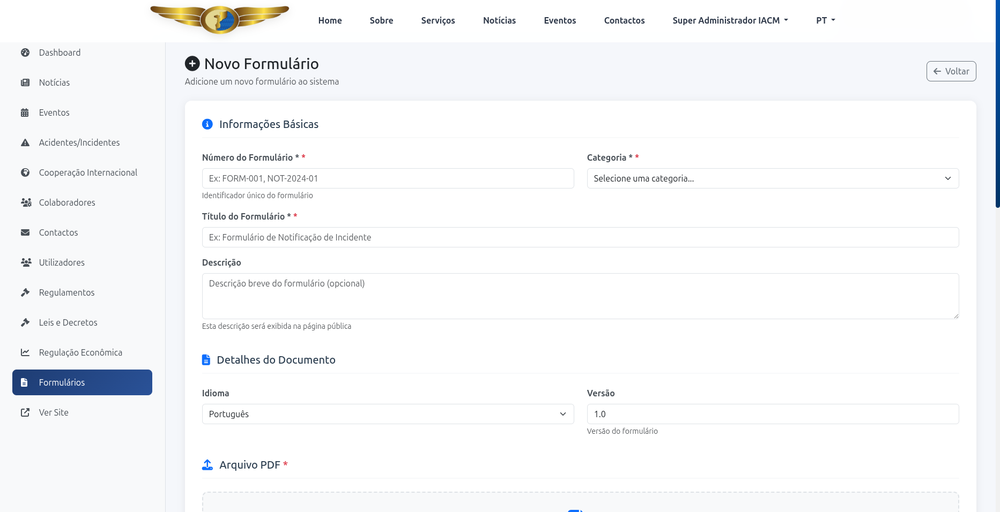 Home Sobre Serviços Notícias Eventos Contactos Super Administrador IACM PT
Dashboard
Notícias
Eventos
Acidentes/Incidentes
Cooperação Internacional
Colaboradores
Contactos
Utilizadores
Regulamentos
Leis e Decretos
Regulação Econômica
Formulários
Ver Site
Novo Formulário
Adicione um novo formulário ao sistema
Voltar
Informações Básicas
Número do Formulário * *
Ex: FORM-001, NOT-2024-01
Identificador único do formulário
Categoria * *
Selecione uma categoria...
Título do Formulário * *
Ex: Formulário de Notificação de Incidente
Descrição
Descrição breve do formulário (opcional)
Esta descrição será exibida na página pública
Detalhes do Documento
Idioma
Português
Versão
1.0
Versão do formulário
Arquivo PDF *